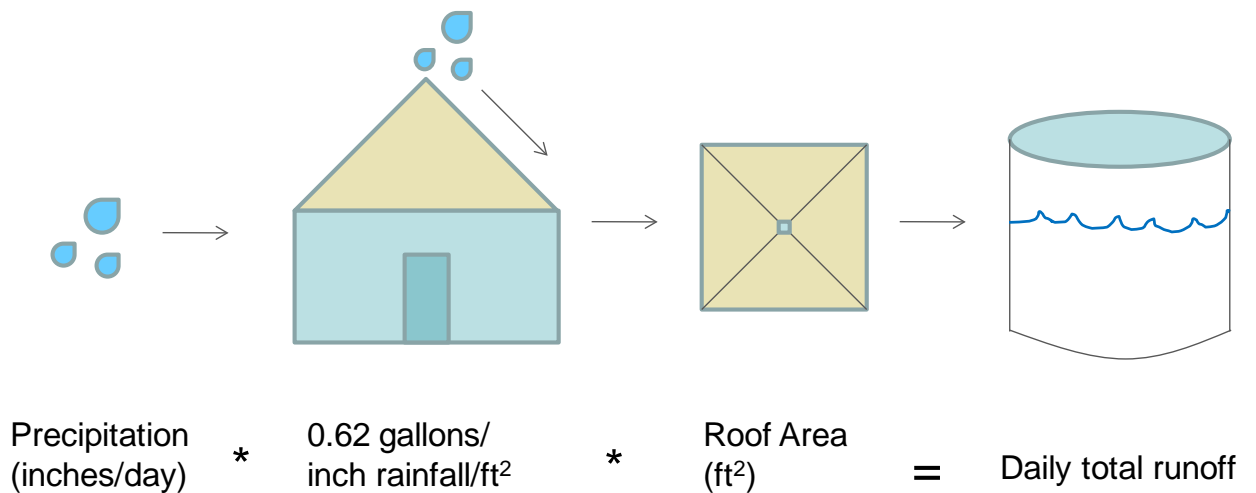 Precipitation
(inches/day)
*
0.62 gallons/
inch rainfall/ft²
*
Roof Area
(ft²)
=
Daily total runoff